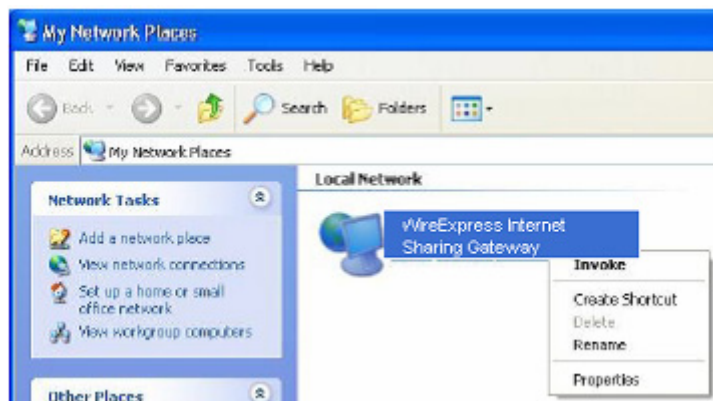 My Network Places
File Edit View Favorites Tools Help
Back Search Folders
Address My Network Places
Network Tasks
Add a network place
View network connections
Set up a home or small
office network
View workgroup computers
Other Places
Local Network
WireExpress Internet
Sharing Gateway
Invoke
Create Shortcut
Delete
Rename
Properties